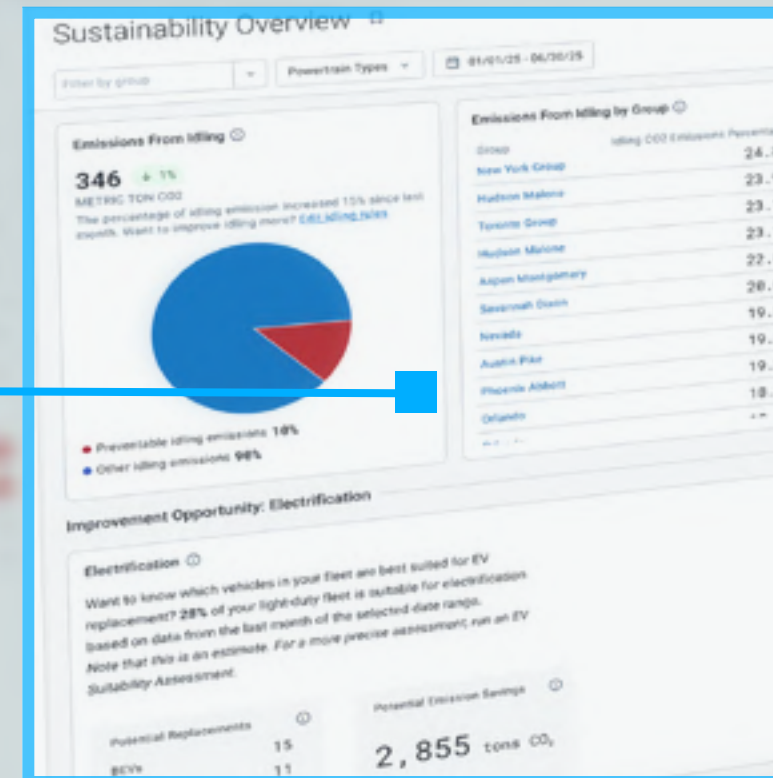 Sustainability Overview
Filter by group
Powertrain Types
01/01/25 - 06/30/25
Emissions From Idling
346 ↓ 1%
METRIC TON CO2
The percentage of idling emission increased 15% since last
month. Want to improve idling more? Edit idling rules
Preventable idling emissions 10%
Other idling emissions 90%
Emissions From Idling by Group
Group Idling CO2 Emissions
New York Group 24.
Hudson Malone 23.
Toronto Group 23.
Hudson Malone 23.
Aspen Montgomery 22.
Savannah Dixon 20.
Nevada 19.
Austin Pike 19.
Phoenix Abbott 19.
Orlando 18.
Improvement Opportunity: Electrification
Electrification
Want to know which vehicles in your fleet are best suited for EV
replacement? 28% of your light-duty fleet is suitable for electrification
based on data from the last month of the selected date range.
Note that this is an estimate. For a more precise assessment, run an EV
Suitability Assessment.
Potential Replacements
15
BEVs 11
Potential Emission Savings
2,855 tons CO₂